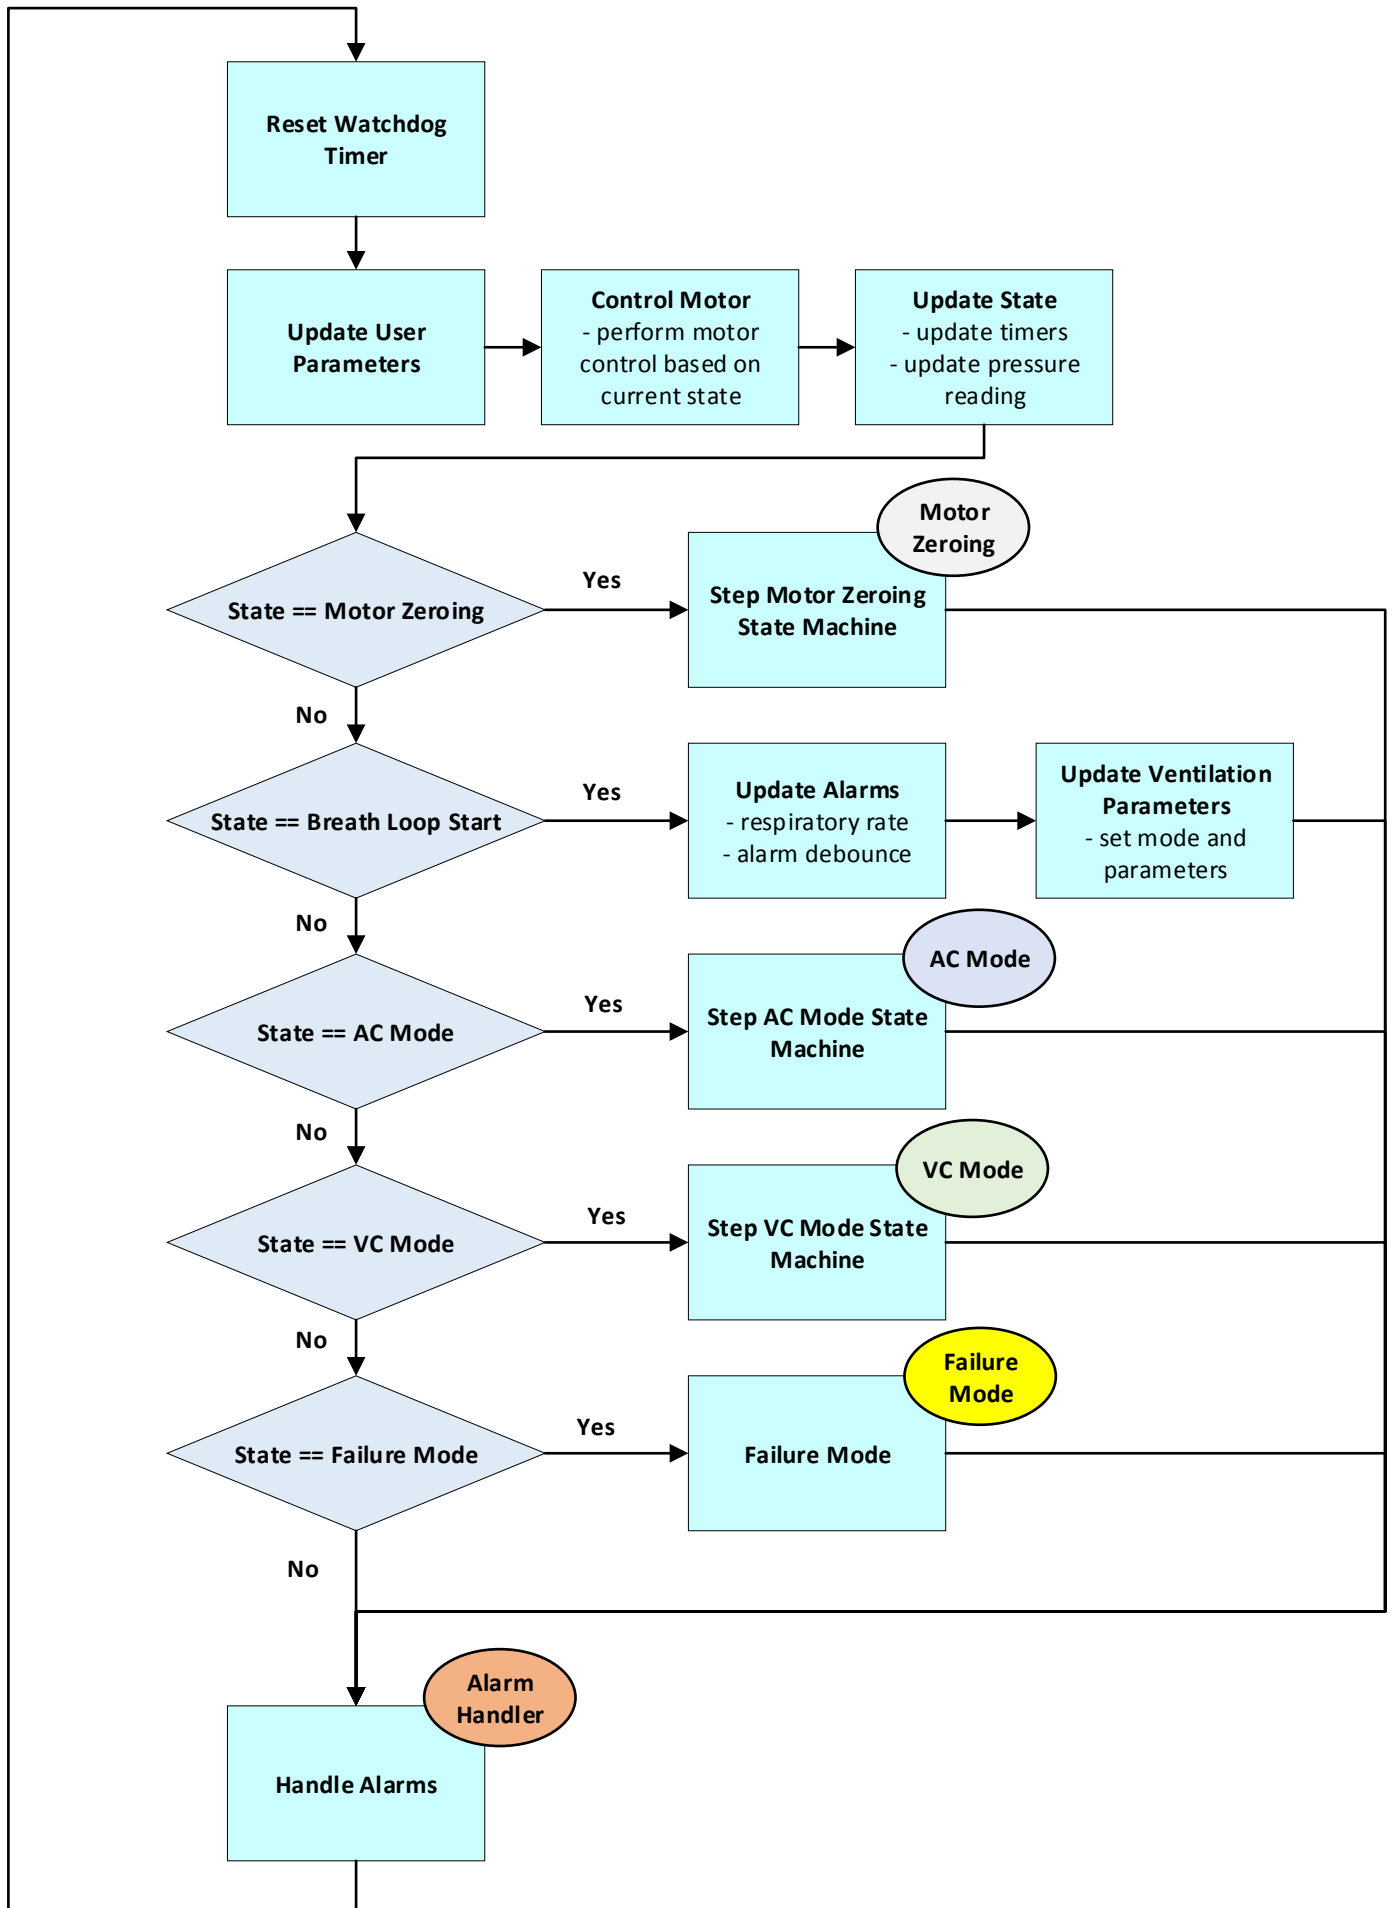 Reset Watchdog
Timer
Update User
Parameters
Control Motor
- perform motor
control based on
current state
Update State
- update timers
- update pressure
reading
Motor
Zeroing
State == Motor Zeroing
Yes
Step Motor Zeroing
State Machine
No
State == Breath Loop Start
Yes
Update Alarms
- respiratory rate
- alarm debounce
Update Ventilation
Parameters
- set mode and
parameters
No
AC Mode
State == AC Mode
Yes
Step AC Mode State
Machine
No
VC Mode
State == VC Mode
Yes
Step VC Mode State
Machine
No
Failure
Mode
State == Failure Mode
Yes
Failure Mode
No
Alarm
Handler
Handle Alarms